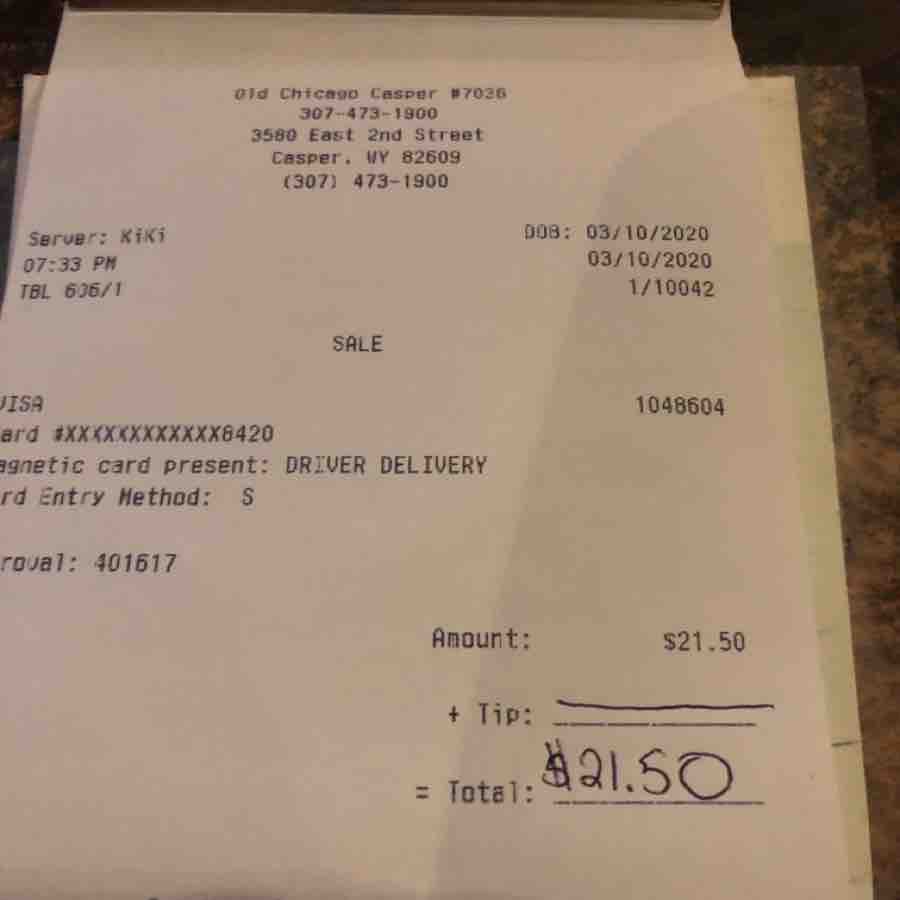 Old Chicago Casper #7036
307-473-1900
3580 East 2nd Street
Casper, WY 82609
(307) 473-1900
Server: KiKi DOB: 03/10/2020
07:33 PM 03/10/2020
TBL 606/1 1/10042
SALE
VISA 1048604
ard #XXXXXXXXXXXX8420
agnetic card present: DRIVER DELIVERY
rd Entry Method: S
roval: 401617
Amount: $21.50
+ Tip:
= Total: $21.50